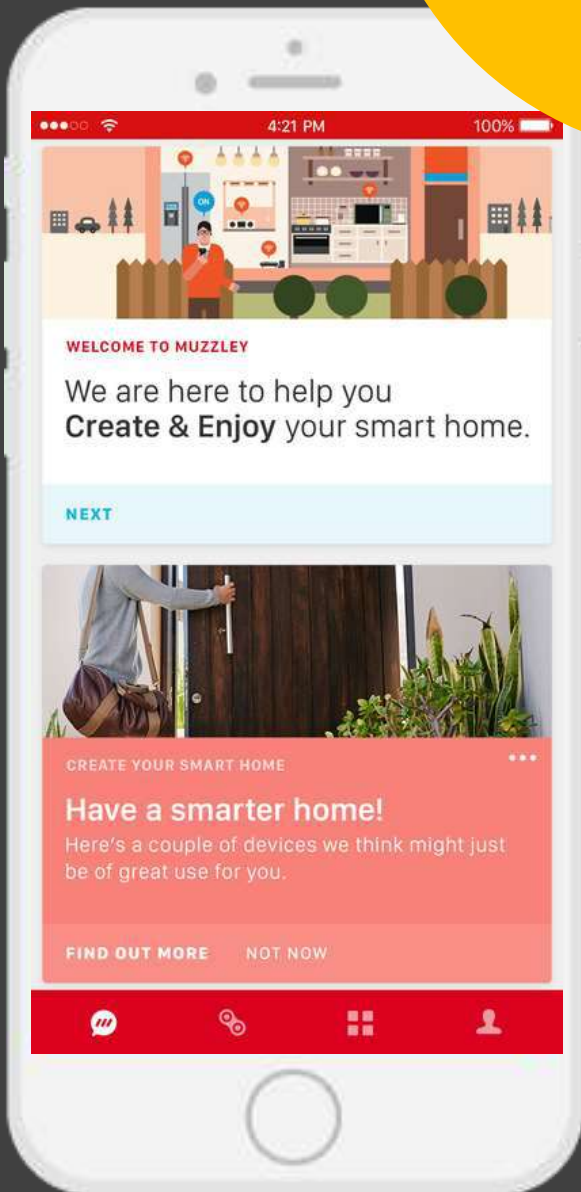 4:21 PM
100%
ON
WELCOME TO MUZZLEY
We are here to help you
Create & Enjoy your smart home.
NEXT
CREATE YOUR SMART HOME
Have a smarter home!
Here's a couple of devices we think might just
be of great use for you.
FIND OUT MORE NOT NOW